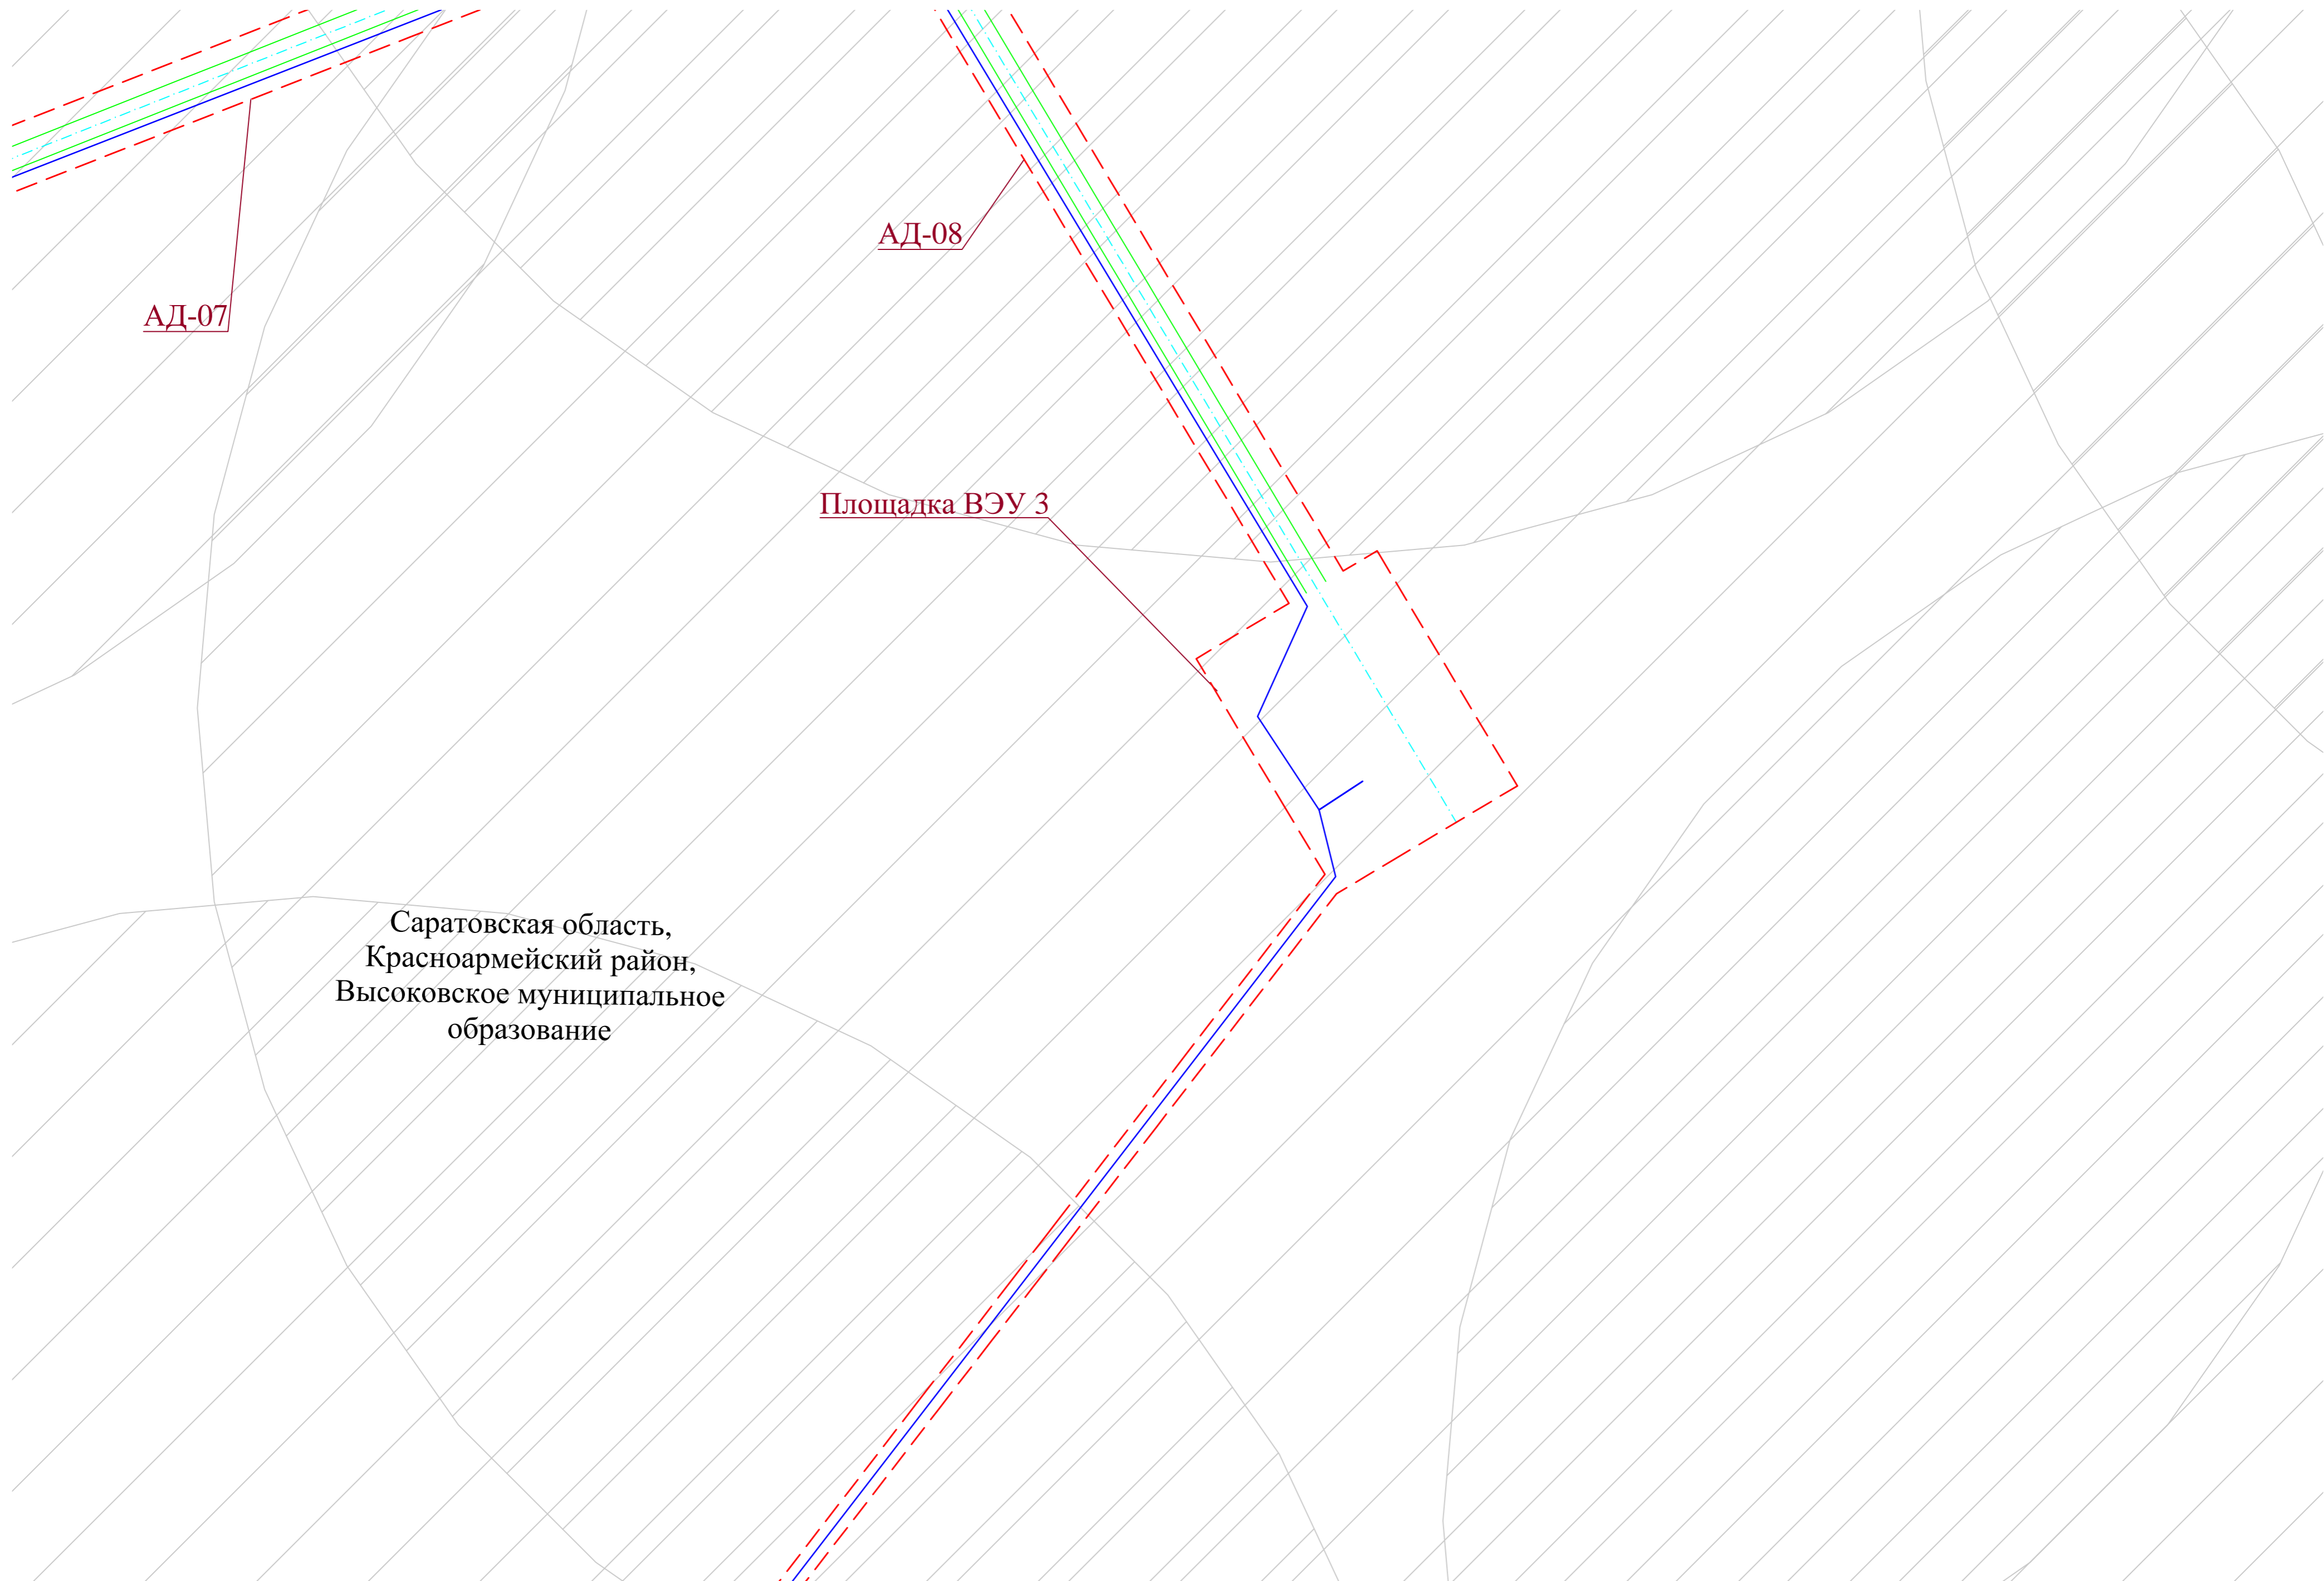 АД-08
АД-07
Площадка ВЭУ 3
Саратовская область,
Красноармейский район,
Высоковское муниципальное
образование